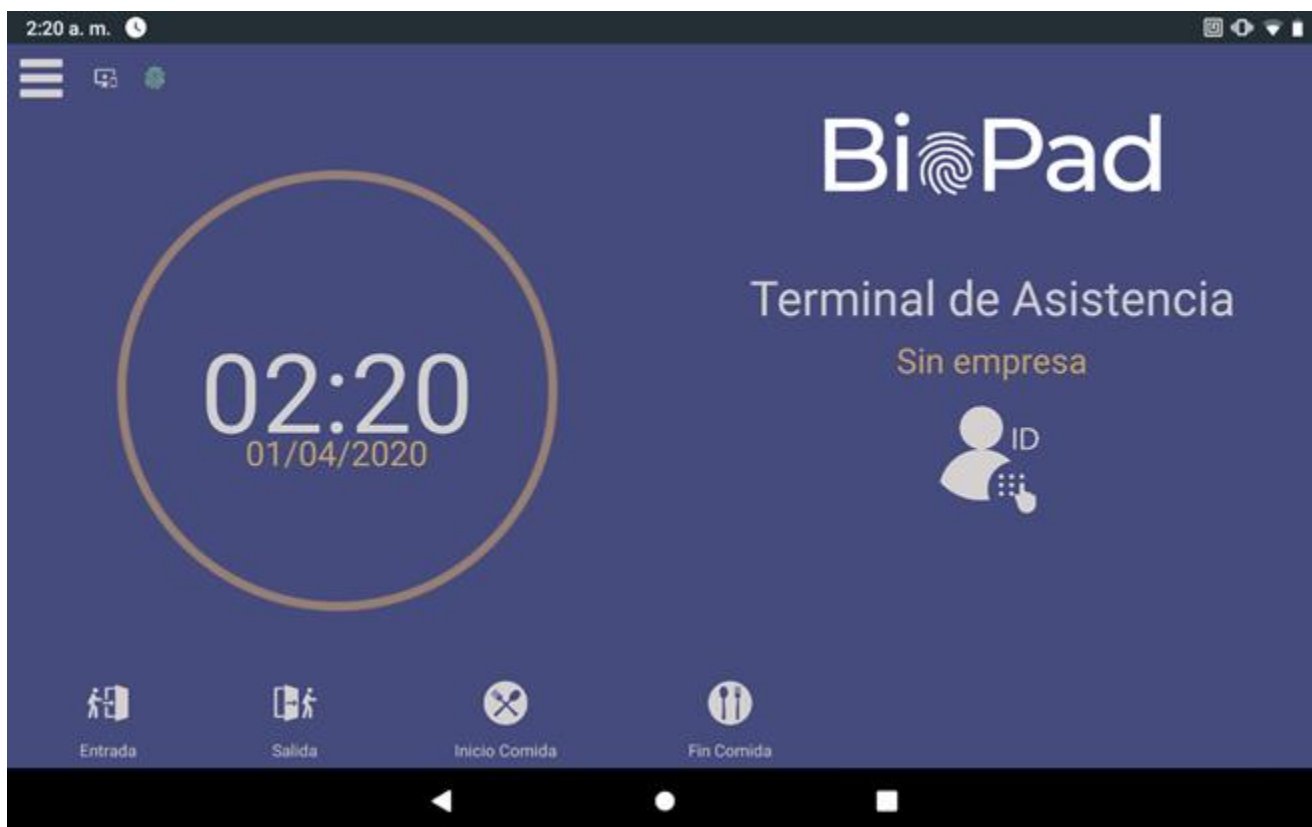 2:20 a. m.
BioPad
Terminal de Asistencia
Sin empresa
ID
02:20
01/04/2020
Entrada
Salida
Inicio Comida
Fin Comida